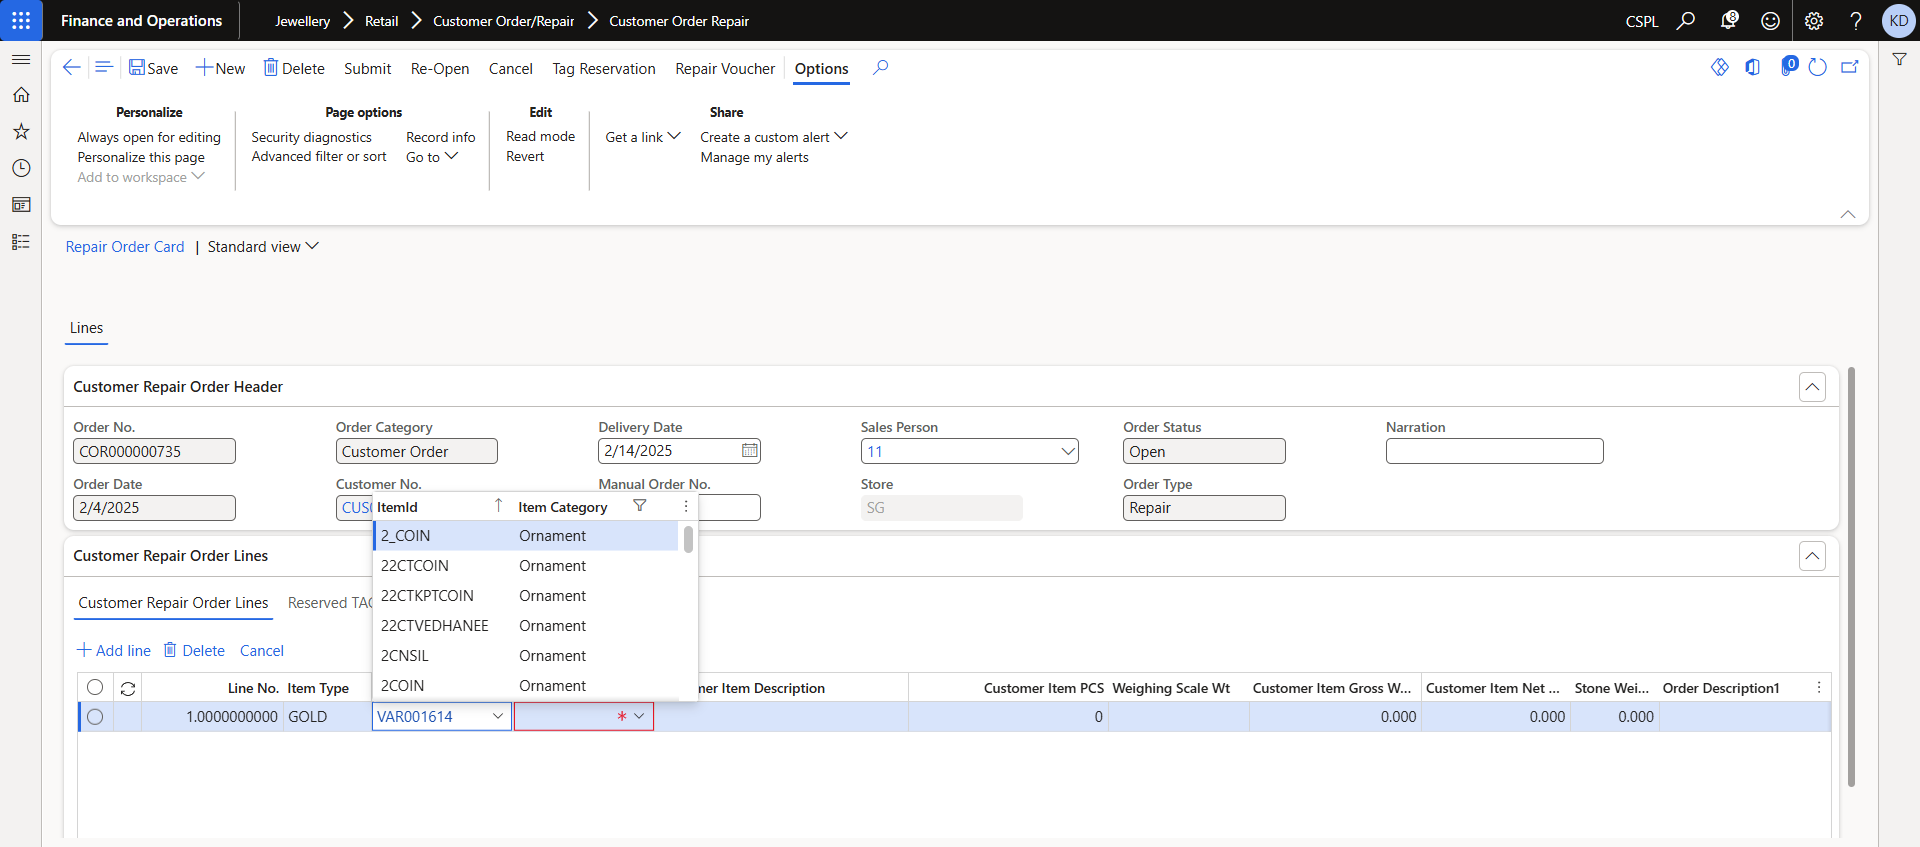 Finance and Operations
Jewellery Retail Customer Order/Repair Customer Order Repair
CSPL 8 ? KD
Save New Delete Submit Re-Open Cancel Tag Reservation Repair Voucher Options 0
Personalize
Always open for editing
Personalize this page
Add to workspace
Page options
Security diagnostics Record info
Advanced filter or sort Go to
Edit
Read mode
Revert
Share
Get a link Create a custom alert
Manage my alerts
Repair Order Card | Standard view
Lines
Customer Repair Order Header
Order No. Order Category Delivery Date Sales Person Order Status Narration
COR000000735 Customer Order 2/14/2025 11 Open
Order Date Customer No. Manual Order No. Store Order Type
2/4/2025 CUS SG Repair
ItemId Item Category
2_COIN Ornament
22CTCOIN Ornament
22CTKPTCOIN Ornament
22CTVEDHANEE Ornament
2CNSIL Ornament
2COIN Ornament
Customer Repair Order Lines
Customer Repair Order Lines Reserved TAG
Add line Delete Cancel
Line No. Item Type mer Item Description Customer Item PCS Weighing Scale Wt Customer Item Gross W... Customer Item Net ... Stone Wei... Order Description1
1.0000000000 GOLD VAR001614 * 0 0.000 0.000 0.000